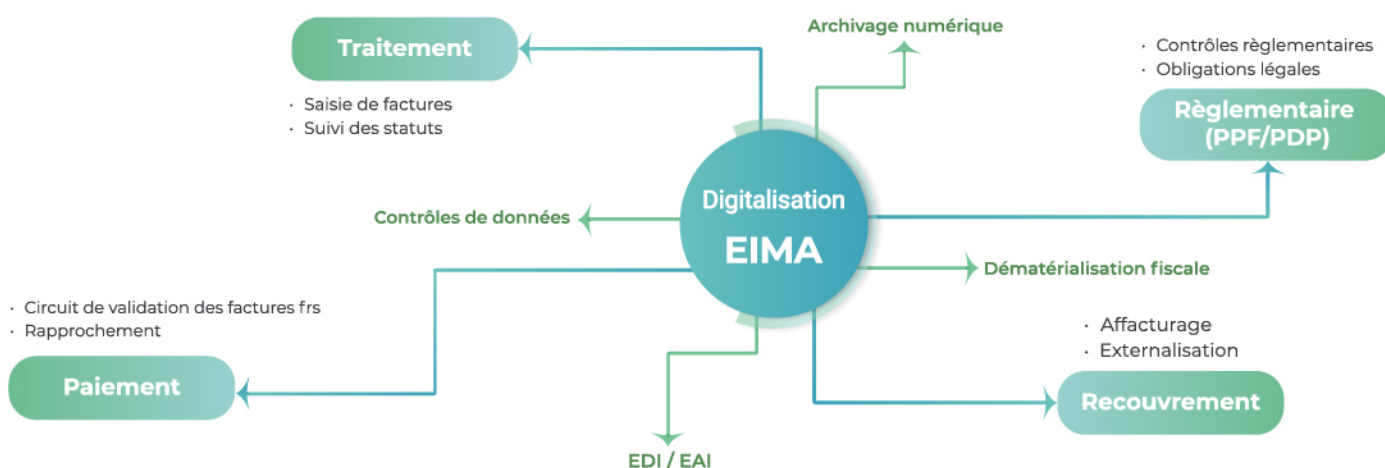 Archivage numérique
Traitement
· Saisie de factures
· Suivi des statuts
· Contrôles règlementaires
· Obligations légales
Règlementaire
(PPF/PDP)
Digitalisation
EIMA
Contrôles de données
Dématérialisation fiscale
· Circuit de validation des factures frs
· Rapprochement
Paiement
· Affacturage
· Externalisation
Recouvrement
EDI / EAI